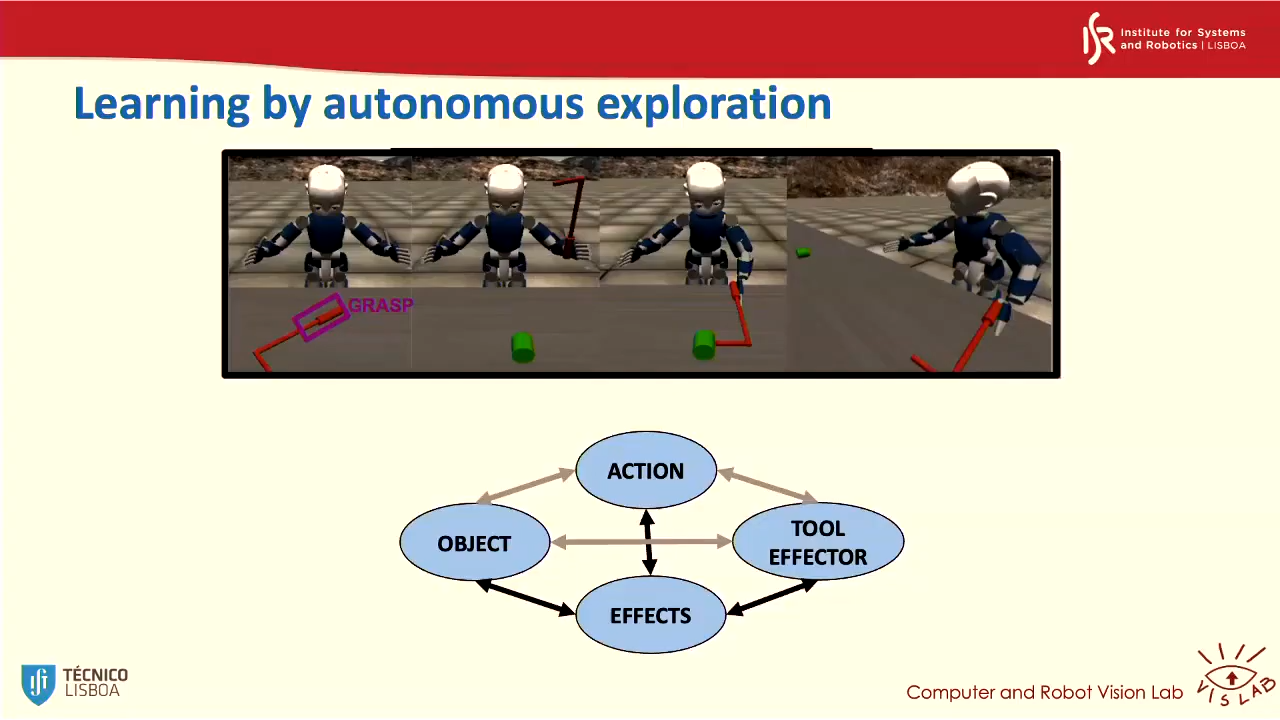 Institute for Systems
and Robotics | LISBOA
Learning by autonomous exploration
GRASP
ACTION
OBJECT
TOOL
EFFECTOR
EFFECTS
TÉCNICO
LISBOA
Computer and Robot Vision Lab
VISLAB